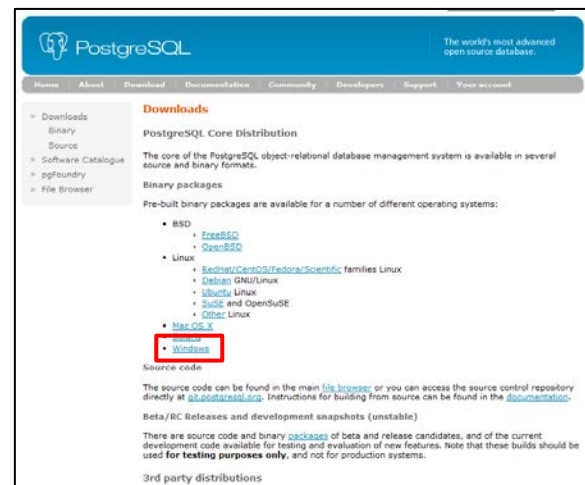 PostgreSQL
The world's most advanced
open source database.
Home About Download Documentation Community Developers Support Your account
Downloads
Binary
Source
Software Catalogue
pgFoundry
File Browser
Downloads
PostgreSQL Core Distribution
The core of the PostgreSQL object-relational database management system is available in several
source and binary formats.
Binary packages
Pre-built binary packages are available for a number of different operating systems:
BSD
FreeBSD
OpenBSD
Linux
RedHat/CentOS/Fedora/Scientific families Linux
Debian GNU/Linux
Ubuntu Linux
SuSE and OpenSuSE
Other Linux
Mac OS X
Windows
Source code
The source code can be found in the main file browser or you can access the source control repository
directly at git.postgresql.org. Instructions for building from source can be found in the documentation.
Beta/RC Releases and development snapshots (unstable)
There are source code and binary packages of beta and release candidates, and of the current
development code available for testing and evaluation of new features. Note that these builds should be
used for testing purposes only, and not for production systems.
3rd party distributions